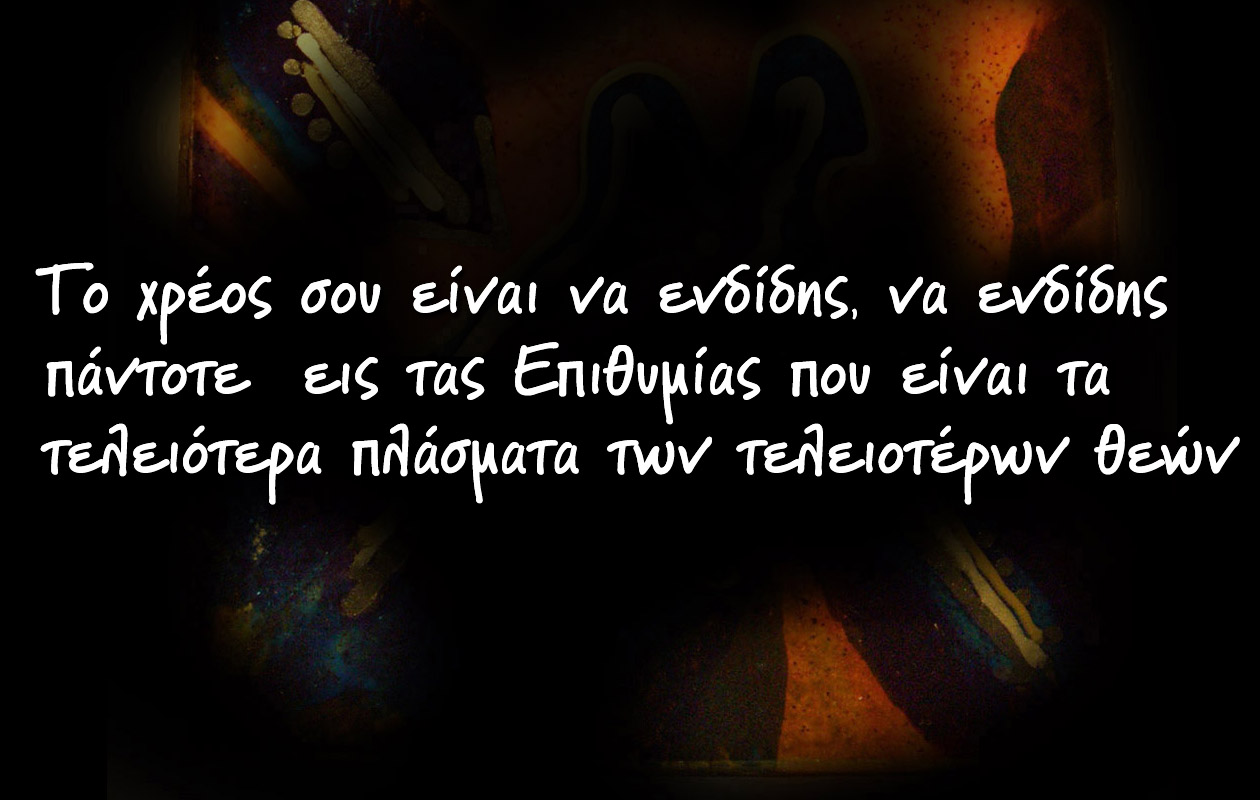 Το χρέος σου είναι να ενδίδης, να ενδίδης
πάντοτε εις τας Επιθυμίας που είναι τα
τελειότερα πλάσματα των τελειοτέρων θεών